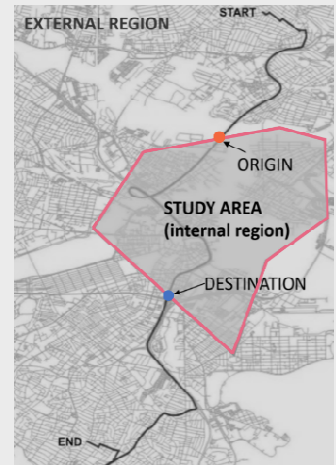 START
EXTERNAL REGION
ORIGIN
STUDY AREA
(internal region)
DESTINATION
END